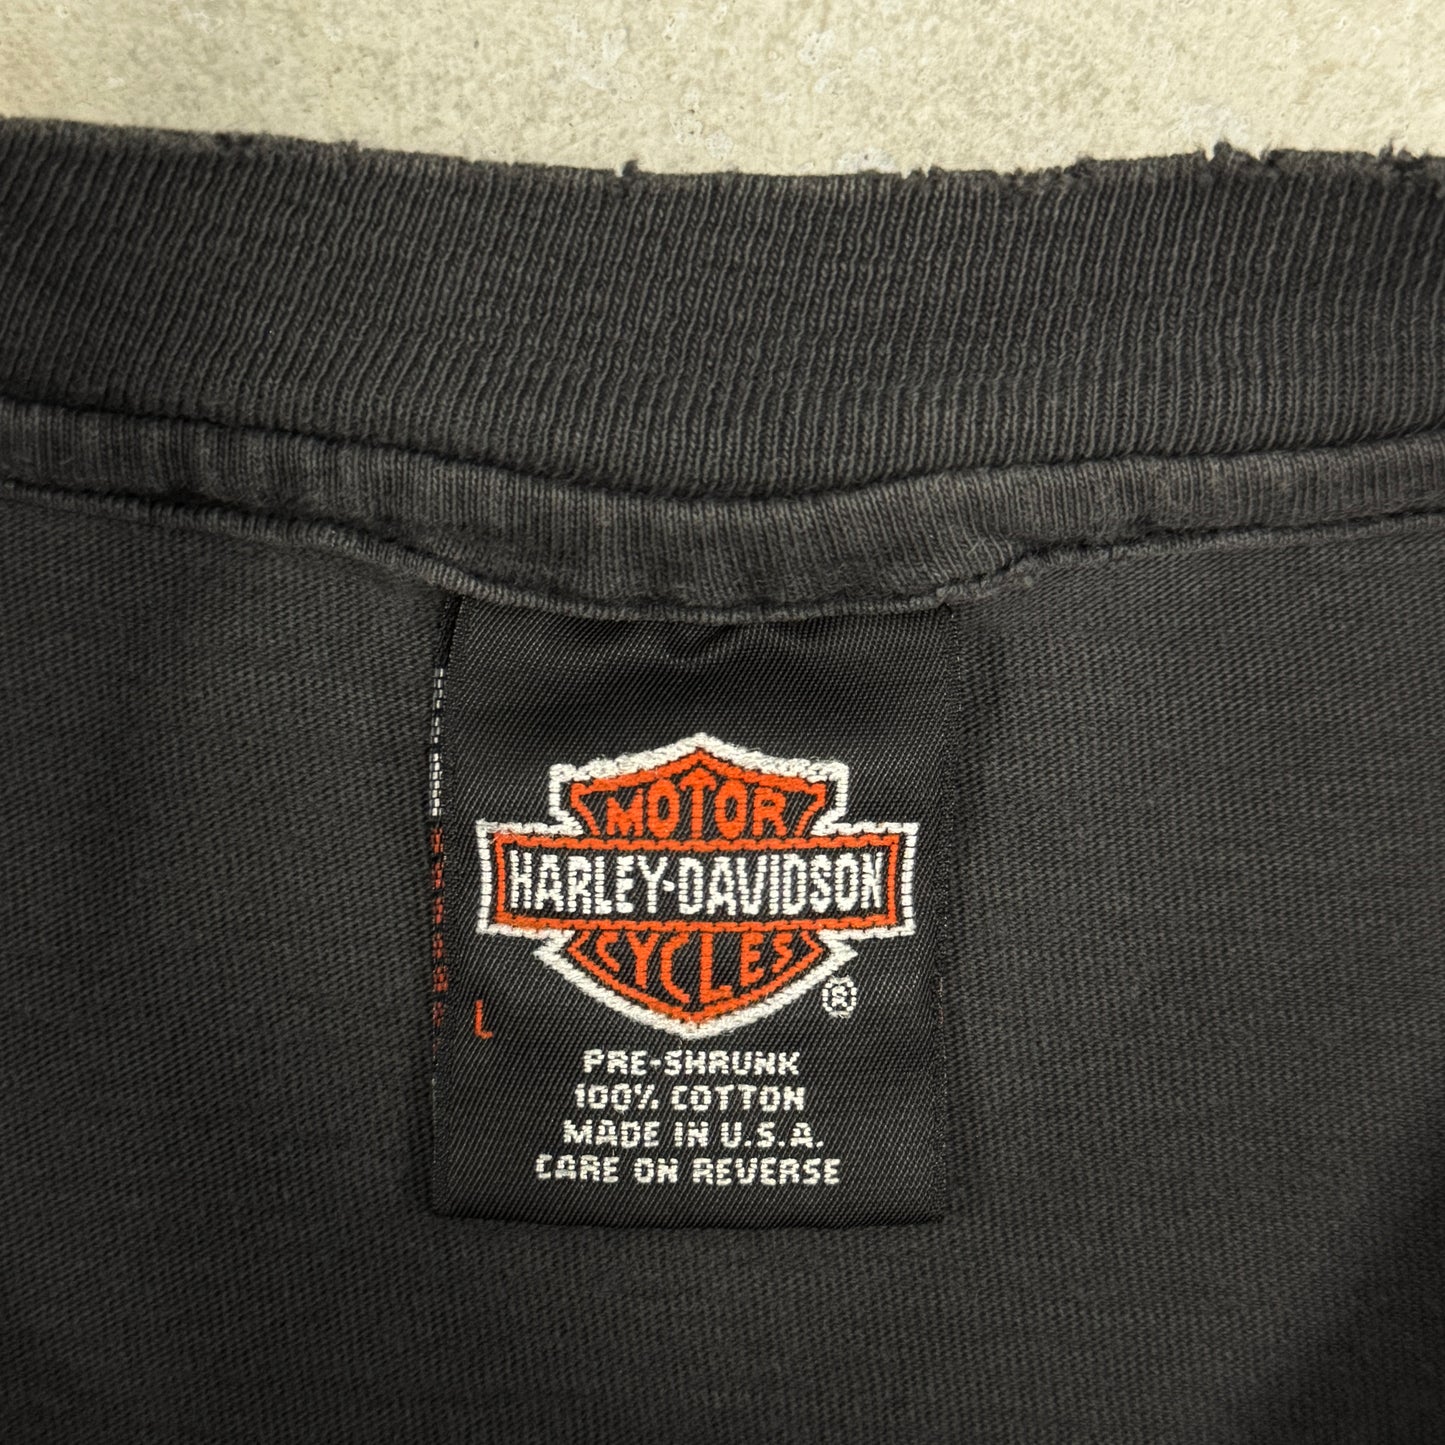 MOTOR
HARLEY-DAVIDSON
CYCLES
®
L
PRE-SHRUNK
100% COTTON
MADE IN U.S.A.
CARE ON REVERSE